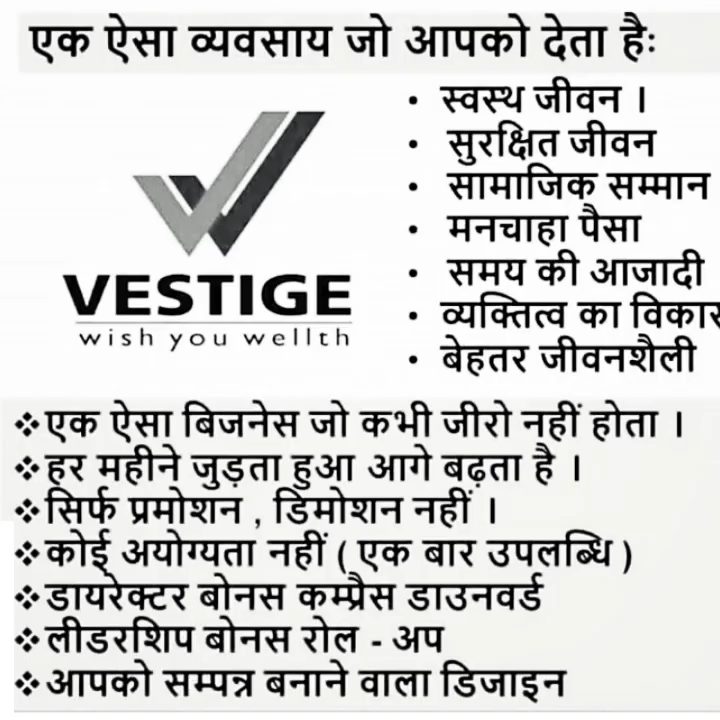 एक ऐसा व्यवसाय जो आपको देता है:
• स्वस्थ जीवन ।
• सुरक्षित जीवन
• सामाजिक सम्मान
• मनचाहा पैसा
• समय की आजादी
• व्यक्तित्व का विकास
• बेहतर जीवनशैली
VESTIGE
wish you wellth
❖एक ऐसा बिजनेस जो कभी जीरो नहीं होता ।
❖हर महीने जुड़ता हुआ आगे बढ़ता है ।
❖सिर्फ प्रमोशन , डिमोशन नहीं ।
❖कोई अयोग्यता नहीं ( एक बार उपलब्धि )
❖डायरेक्टर बोनस कम्प्रैस डाउनवर्ड
❖लीडरशिप बोनस रोल - अप
❖आपको सम्पन्न बनाने वाला डिजाइन